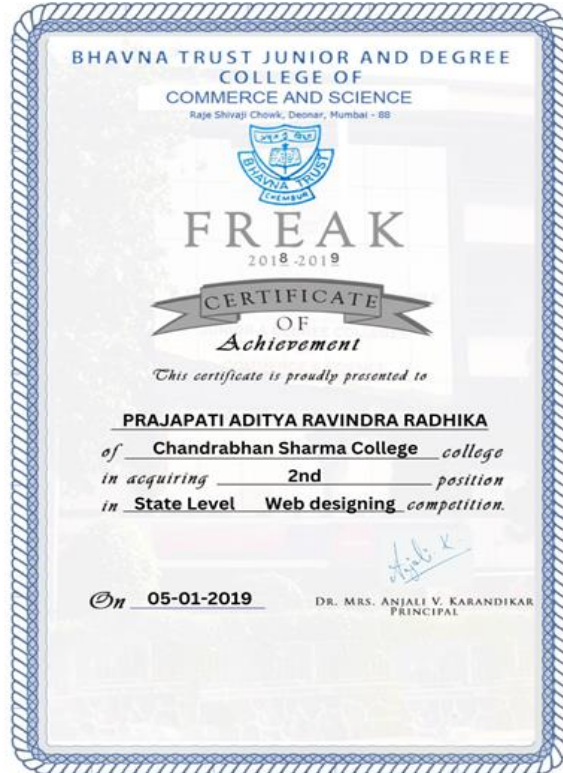 BHAVNA TRUST JUNIOR AND DEGREE
COLLEGE OF
COMMERCE AND SCIENCE
Raje Shivaji Chowk, Deonar, Mumbai - 88
BHAVNA TRUST
CHEMBUR
FREAK
2018-2019
CERTIFICATE
OF
Achievement
This certificate is proudly presented to
PRAJAPATI ADITYA RAVINDRA RADHIKA
of Chandrabhan Sharma College college
in acquiring 2nd position
in State Level Web designing competition.
Anjali K.
On 05-01-2019
DR. MRS. ANJALI V. KARANDIKAR
PRINCIPAL